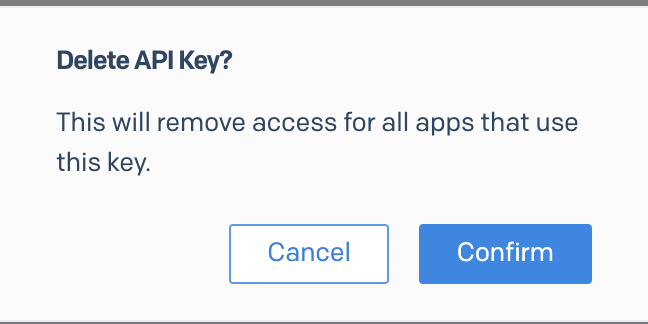 Delete API Key?
This will remove access for all apps that use
this key.
Cancel
Confirm